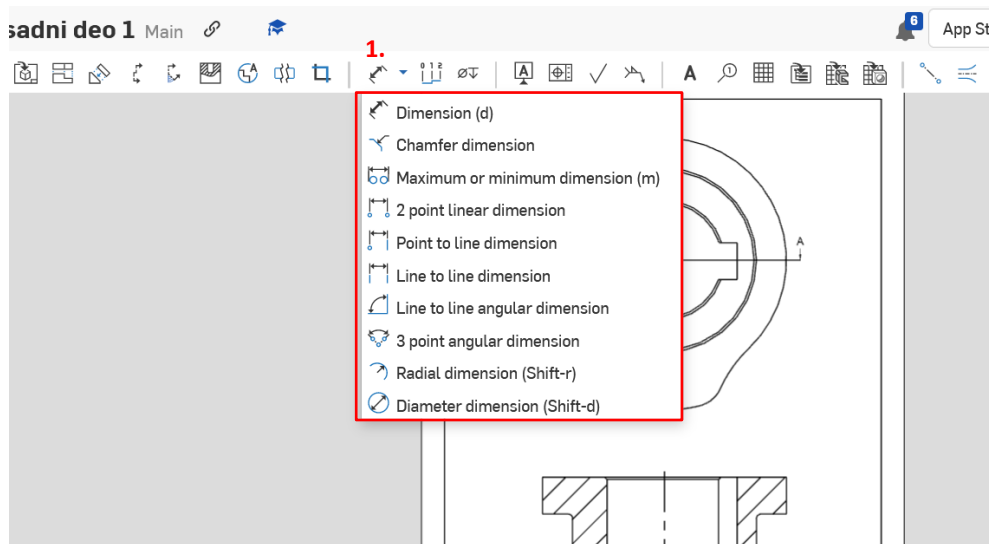 sadni deo 1 Main
6
App St
1.
A
A
1
A
Dimension (d)
Chamfer dimension
Maximum or minimum dimension (m)
2 point linear dimension
Point to line dimension
Line to line dimension
Line to line angular dimension
3 point angular dimension
Radial dimension (Shift-r)
Diameter dimension (Shift-d)
A